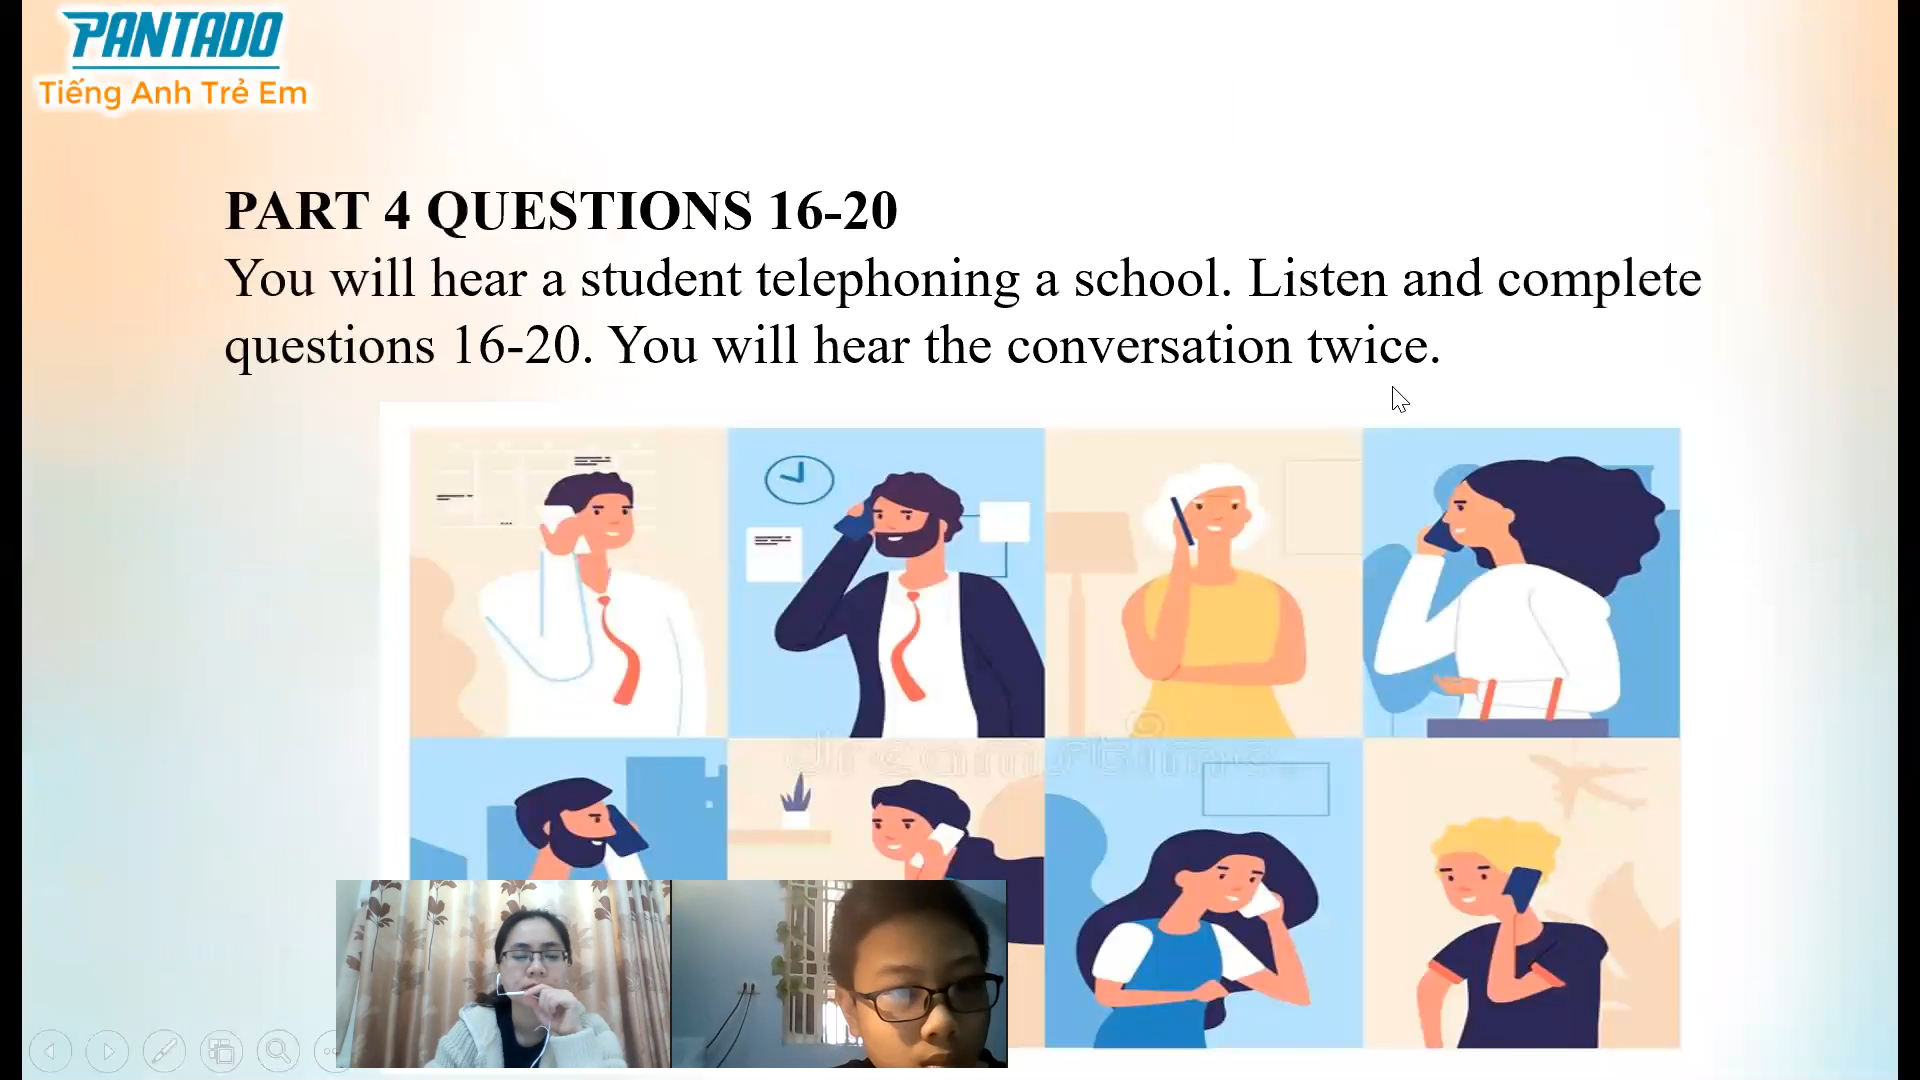 PANTADO
Tiếng Anh Trẻ Em
PART 4 QUESTIONS 16-20
You will hear a student telephoning a school. Listen and complete
questions 16-20. You will hear the conversation twice.
dreamstime